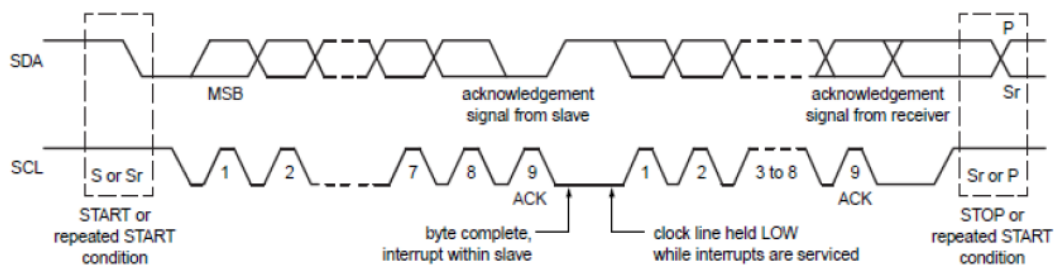 P
SDA
MSB
acknowledgement
signal from slave
acknowledgement
signal from receiver
Sr
SCL
S or Sr
1
2
7
8
9
1
2
3 to 8
9
Sr or P
ACK
ACK
START or
repeated START
condition
byte complete,
interrupt within slave
clock line held LOW
while interrupts are serviced
STOP or
repeated START
condition